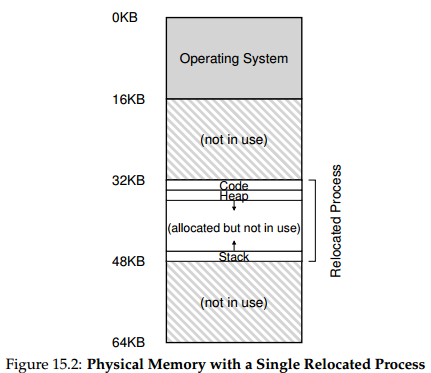 0KB
Operating System
16KB
(not in use)
32KB
Code
Heap
(allocated but not in use)
Relocated Process
Stack
48KB
(not in use)
64KB
Figure 15.2: Physical Memory with a Single Relocated Process